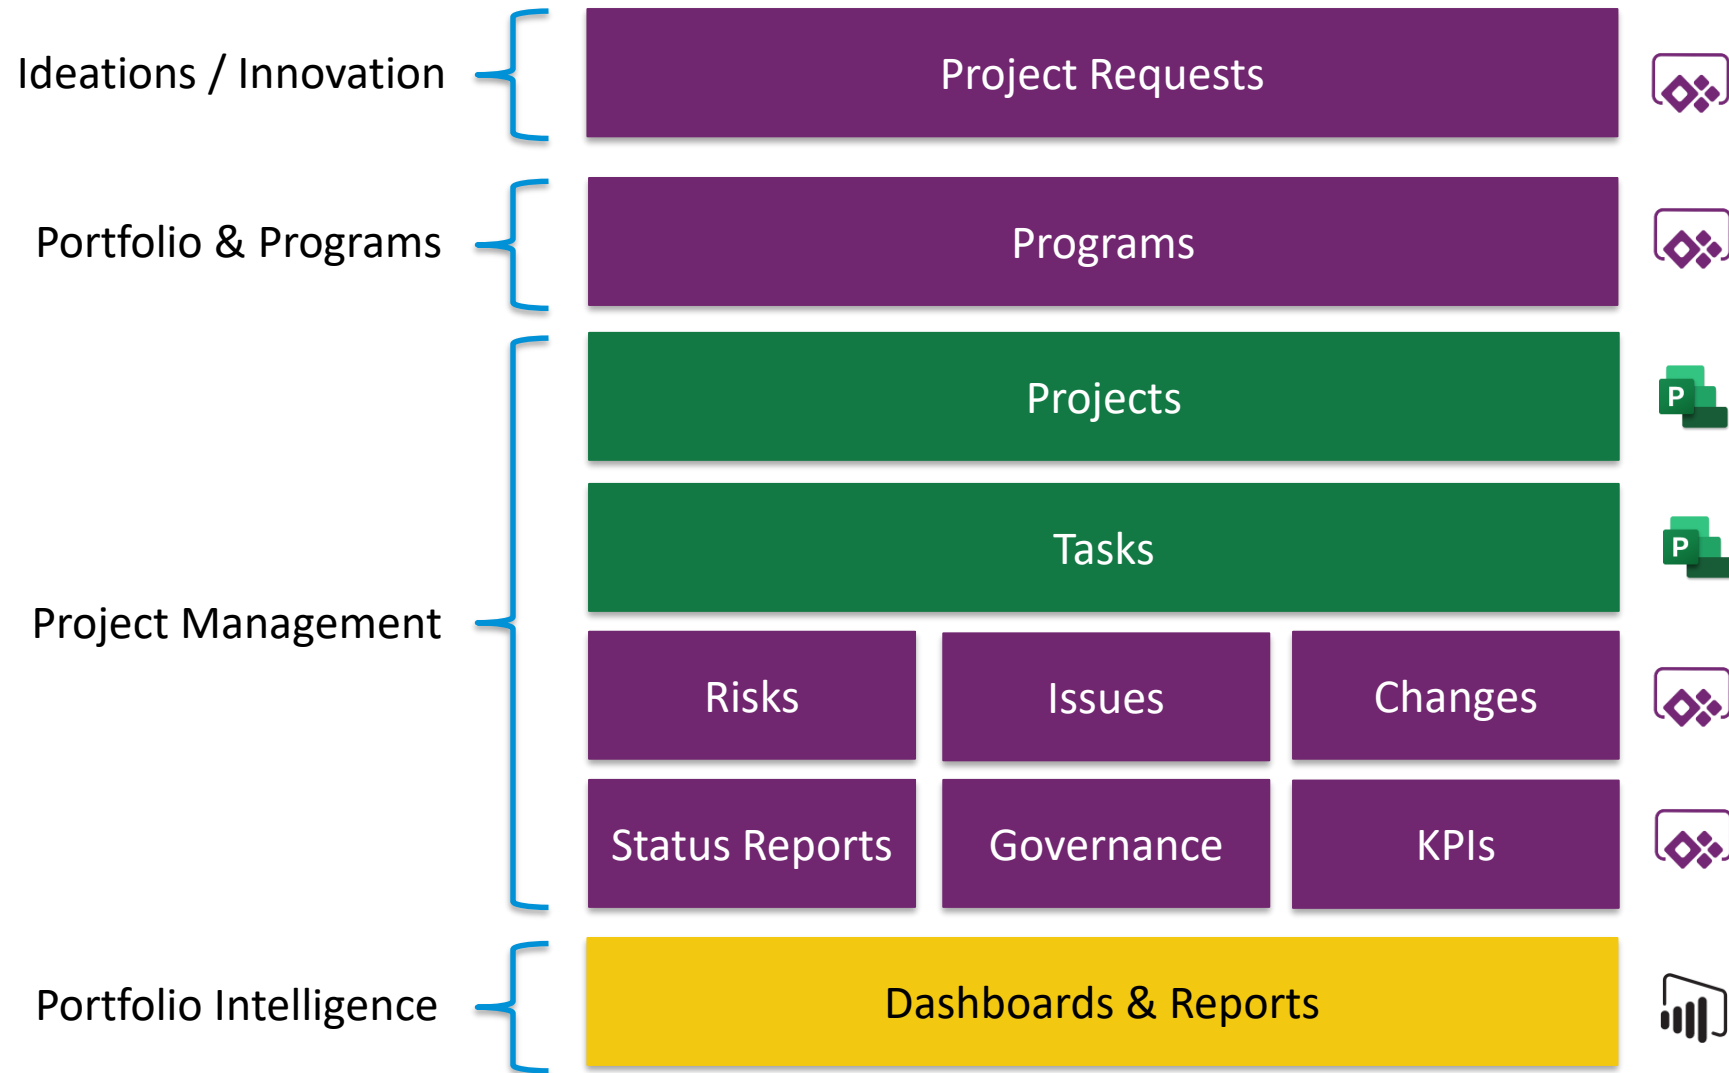 Ideations / Innovation
Project Requests
Portfolio & Programs
Programs
Project Management
Projects
P
Tasks
P
Risks
Issues
Changes
Status Reports
Governance
KPIs
Portfolio Intelligence
Dashboards & Reports